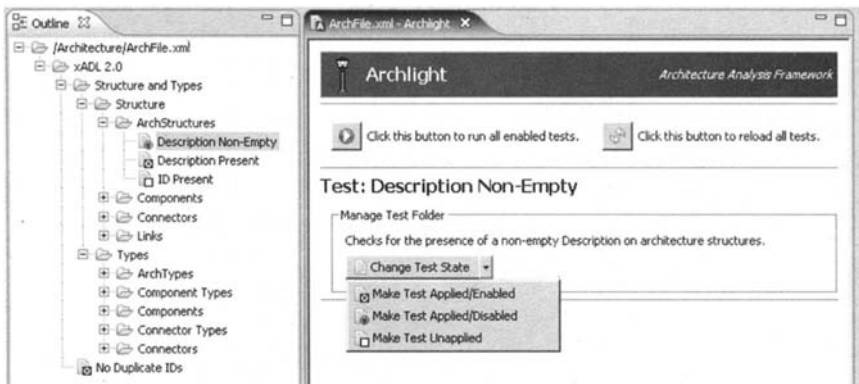 Outline
/Architecture/ArchFile.xml
xADL 2.0
Structure and Types
Structure
ArchStructures
Description Non-Empty
Description Present
ID Present
Components
Connectors
Links
Types
ArchTypes
Component Types
Components
Connector Types
Connectors
No Duplicate IDs
ArchFile.xml - Archlight
Archlight
Architecture Analysis Framework
Click this button to run all enabled tests.
Click this button to reload all tests.
Test: Description Non-Empty
Manage Test Folder
Checks for the presence of a non-empty Description on architecture structures.
Change Test State
Make Test Applied/Enabled
Make Test Applied/Disabled
Make Test Unapplied